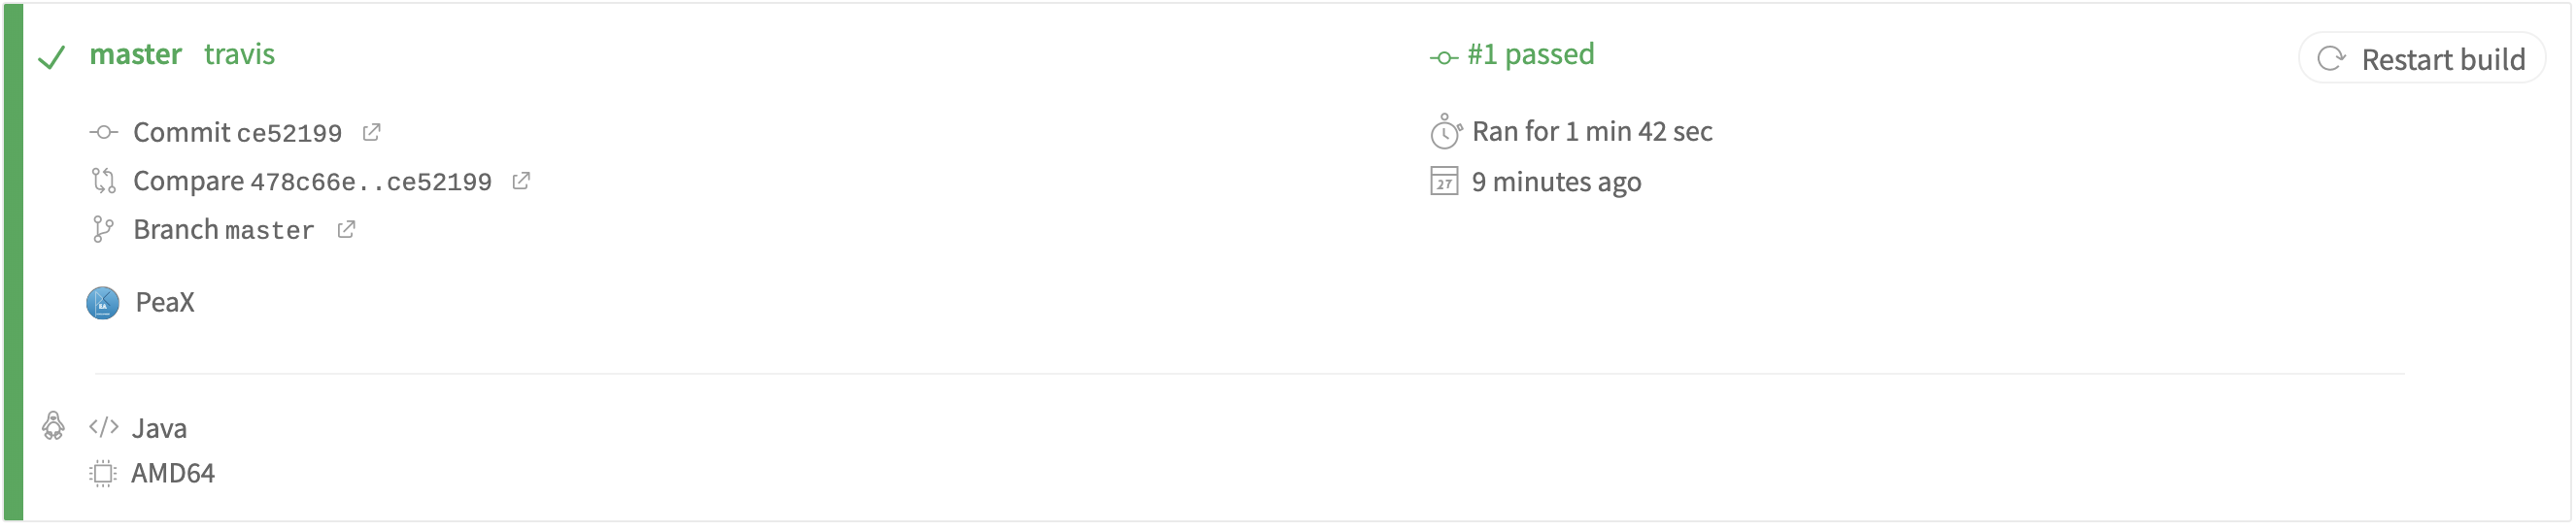 master travis
#1 passed
Restart build
Commit ce52199
Compare 478c66e..ce52199
Branch master
Ran for 1 min 42 sec
27
9 minutes ago
PeaX
Java
AMD64